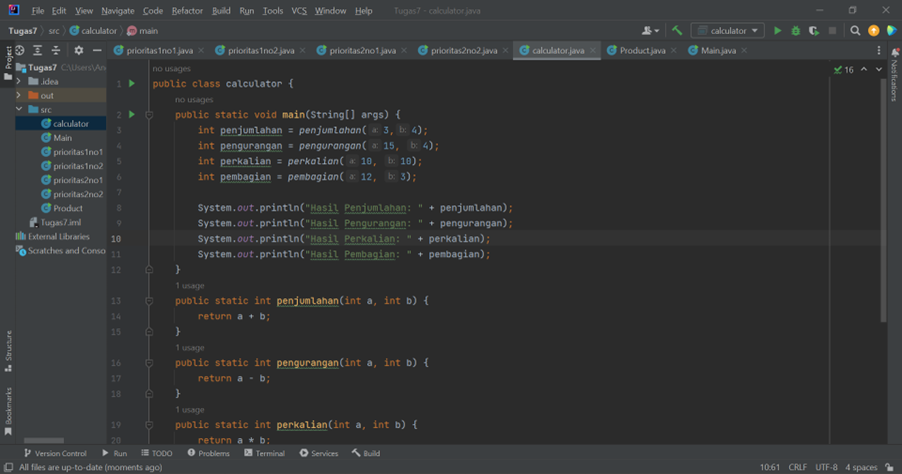 File Edit View Navigate Code Refactor Build Run Tools VCS Window Help Tugas7 - calculator.java
Tugas7 src calculator main calculator
Project
prioritas1no1.java prioritas1no2.java prioritas2no1.java prioritas2no2.java calculator.java Product.java Main.java
Notifications
Tugas7 C:\Users\An
.idea
out
src
calculator
Main
prioritas1no1
prioritas1no2
prioritas2no1
prioritas2no2
Product
Tugas7.iml
External Libraries
Scratches and Conso
Structure
Bookmarks
16
no usages
1 public class calculator {
no usages
2 public static void main(String[] args) {
3 int penjumlahan = penjumlahan( a: 3, b: 4);
4 int pengurangan = pengurangan( a: 15, b: 4);
5 int perkalian = perkalian( a: 10, b: 10);
6 int pembagian = pembagian( a: 12, b: 3);
7
8 System.out.println("Hasil Penjumlahan: " + penjumlahan);
9 System.out.println("Hasil Pengurangan: " + pengurangan);
10 System.out.println("Hasil Perkalian: " + perkalian);
11 System.out.println("Hasil Pembagian: " + pembagian);
12 }
1 usage
13 public static int penjumlahan(int a, int b) {
14 return a + b;
15 }
1 usage
16 public static int pengurangan(int a, int b) {
17 return a - b;
18 }
1 usage
19 public static int perkalian(int a, int b) {
20 return a * b;
Version Control Run TODO Problems Terminal Services Build
All files are up-to-date (moments ago) 10:61 CRLF UTF-8 4 spaces